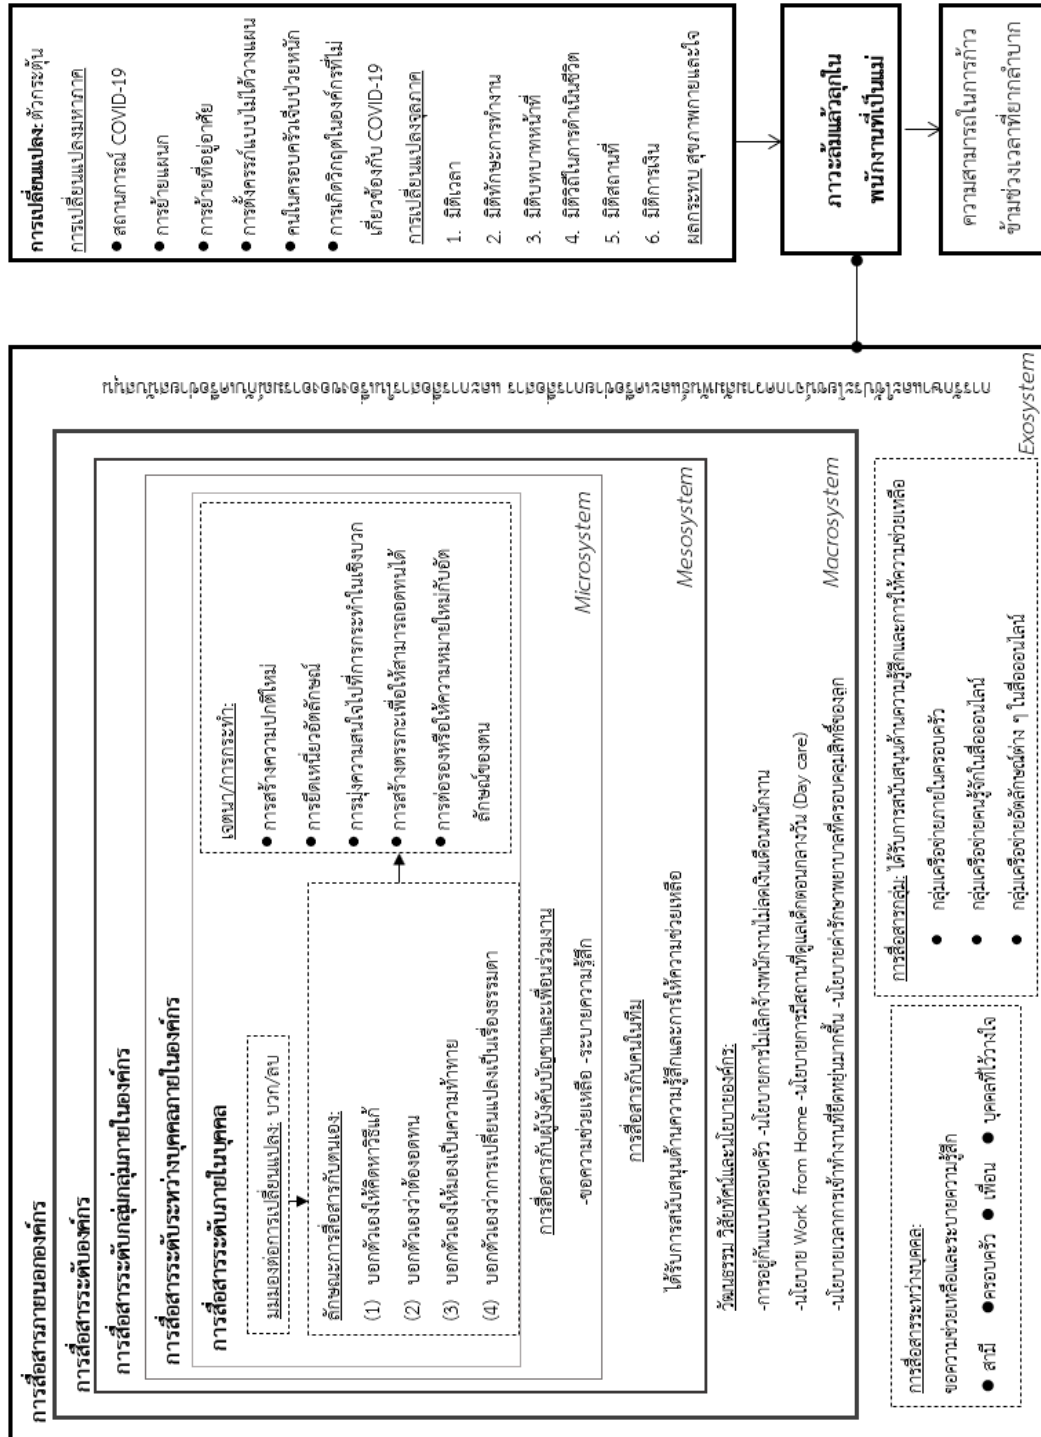 การสื่อสารภายนอกองค์กร
การสื่อสารระดับองค์กร
การสื่อสารระดับกลุ่มกลุ่มภายในองค์กร
การสื่อสารระดับระหว่างบุคคลภายในองค์กร
การสื่อสารระดับภายในบุคคล
มุมมองต่อการเปลี่ยนแปลง: บวก/ลบ
ลักษณะการสื่อสารกับตนเอง:
(1) บอกตัวเองให้คิดหาวิธีแก้
(2) บอกตัวเองว่าต้องอดทน
(3) บอกตัวเองให้มองเป็นความท้าทาย
(4) บอกตัวเองว่าการเปลี่ยนแปลงเป็นเรื่องธรรมดา
เจตนา/การกระทำ:
● การสร้างความปกติใหม่
● การยึดเหนี่ยวอัตลักษณ์
● การมุ่งความสนใจไปที่การกระทำในเชิงบวก
● การสร้างตรรกะเพื่อให้สามารถอดทนได้
● การต่อรองหรือให้ความหมายใหม่กับอัต
ลักษณ์ของตน
การสื่อสารกับผู้บังคับบัญชาและเพื่อนร่วมงาน
-ขอความช่วยเหลือ -ระบายความรู้สึก
Microsystem
การสื่อสารกับคนในทีม
ได้รับการสนับสนุนด้านความรู้สึกและการให้ความช่วยเหลือ
Mesosystem
วัฒนธรรม วิสัยทัศน์และนโยบายองค์กร:
-การอยู่กันแบบครอบครัว -นโยบายการไม่เลิกจ้างพนักงานไม่ลดเงินเดือนพนักงาน
-นโยบาย Work from Home -นโยบายการมีสถานที่ดูแลเด็กตอนกลางวัน (Day care)
-นโยบายเวลาการเข้าทำงานที่ยืดหยุ่นมากขึ้น -นโยบายค่ารักษาพยาบาลที่ครอบคลุมสิทธิ์ของลูก
Macrosystem
การสื่อสารระหว่างบุคคล:
ขอความช่วยเหลือและระบายความรู้สึก
● สามี ●ครอบครัว ● เพื่อน ● บุคคลที่ไว้วางใจ
การสื่อสารกลุ่ม: ได้รับการสนับสนุนด้านความรู้สึกและการให้ความช่วยเหลือ
● กลุ่มเครือข่ายภายในครอบครัว
● กลุ่มเครือข่ายคนรู้จักในสื่อออนไลน์
● กลุ่มเครือข่ายอัตลักษณ์ต่าง ๆ ในสื่อออนไลน์
Exosystem
การเปลี่ยนแปลง: ตัวกระตุ้น
การเปลี่ยนแปลงมหาภาค
● สถานการณ์ COVID-19
● การย้ายแผนก
● การย้ายที่อยู่อาศัย
● การตั้งครรภ์แบบไม่ได้วางแผน
● คนในครอบครัวเจ็บป่วยหนัก
● การเกิดวิกฤตในองค์กรที่ไม่
เกี่ยวข้องกับ COVID-19
การเปลี่ยนแปลงจุลภาค
1. มิติเวลา
2. มิติทักษะการทำงาน
3. มิติบทบาทหน้าที่
4. มิติวิถีในการดำเนินชีวิต
5. มิติสถานที่
6. มิติการเงิน
ผลกระทบ สุขภาพกายและใจ
ภาวะล้มแล้วลุกใน
พนักงานที่เป็นแม่
ความสามารถในการก้าว
ข้ามช่วงเวลาที่ยากลำบาก